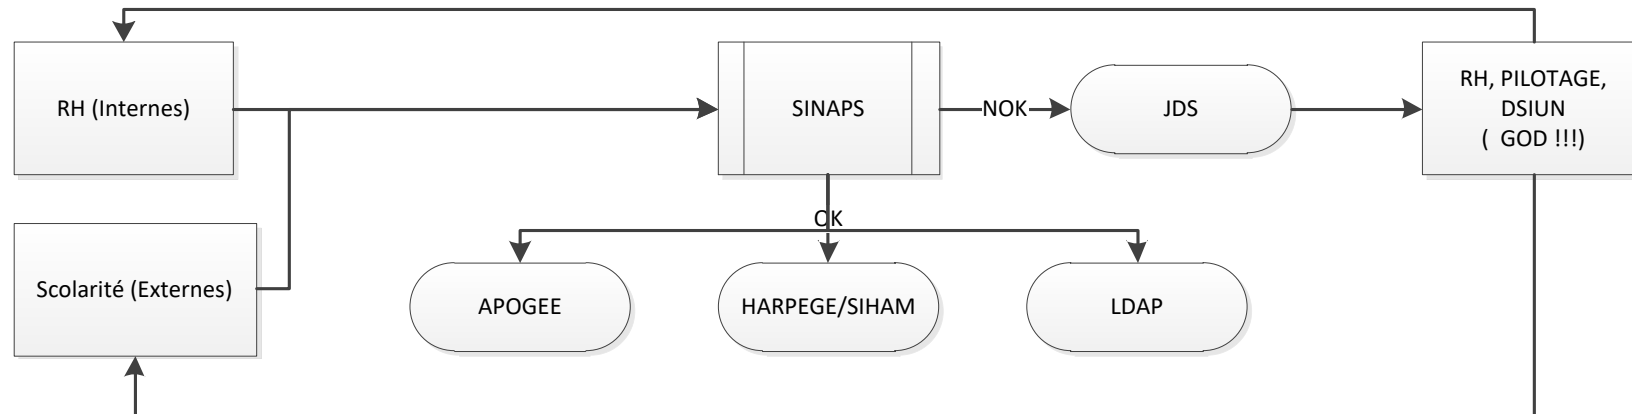 RH (Internes)
SINAPS
NOK
JDS
RH, PILOTAGE,
DSIUN
( GOD !!!)
OK
Scolarité (Externes)
APOGEE
HARPEGE/SIHAM
LDAP